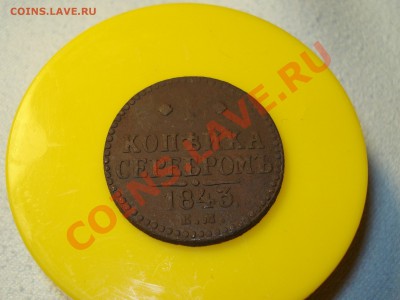 COINS.LAVE.RU
КОПѢЙКА
СЕРЕБРОМЪ
1843.
Е.М.
COINS.LAVE.RU